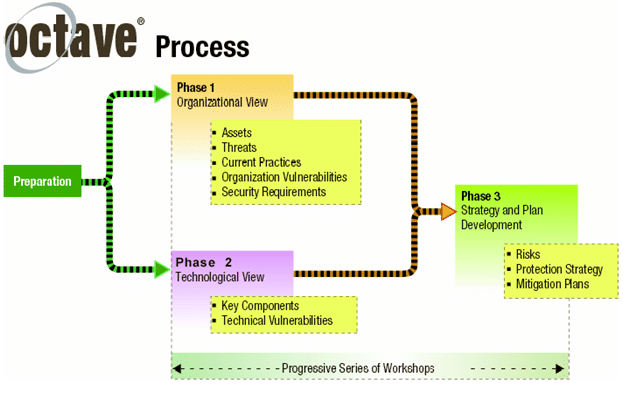 octave® Process
Phase 1
Organizational View
Assets
Threats
Current Practices
Organization Vulnerabilities
Security Requirements
Preparation
Phase 3
Strategy and Plan
Development
Risks
Protection Strategy
Mitigation Plans
Phase 2
Technological View
Key Components
Technical Vulnerabilities
Progressive Series of Workshops